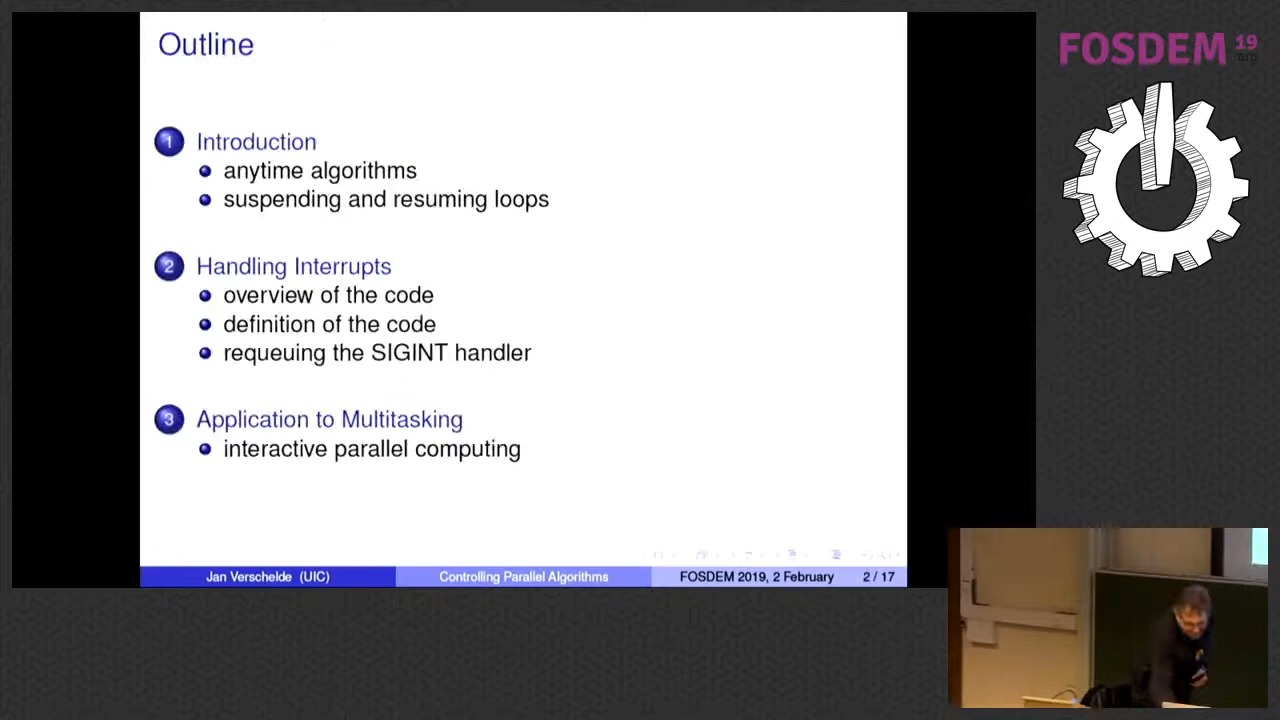 Outline
1 Introduction
anytime algorithms
suspending and resuming loops
2 Handling Interrupts
overview of the code
definition of the code
requeuing the SIGINT handler
3 Application to Multitasking
interactive parallel computing
Jan Verschelde (UIC) Controlling Parallel Algorithms FOSDEM 2019, 2 February 2 / 17
FOSDEM 19
.org